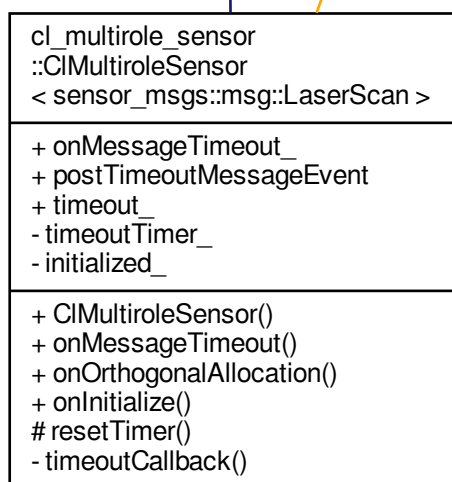 cl_multirole_sensor
::ClMultiroleSensor
< sensor_msgs::msg::LaserScan >
+ onMessageTimeout_
+ postTimeoutMessageEvent
+ timeout_
- timeoutTimer_
- initialized_
+ ClMultiroleSensor()
+ onMessageTimeout()
+ onOrthogonalAllocation()
+ onInitialize()
# resetTimer()
- timeoutCallback()